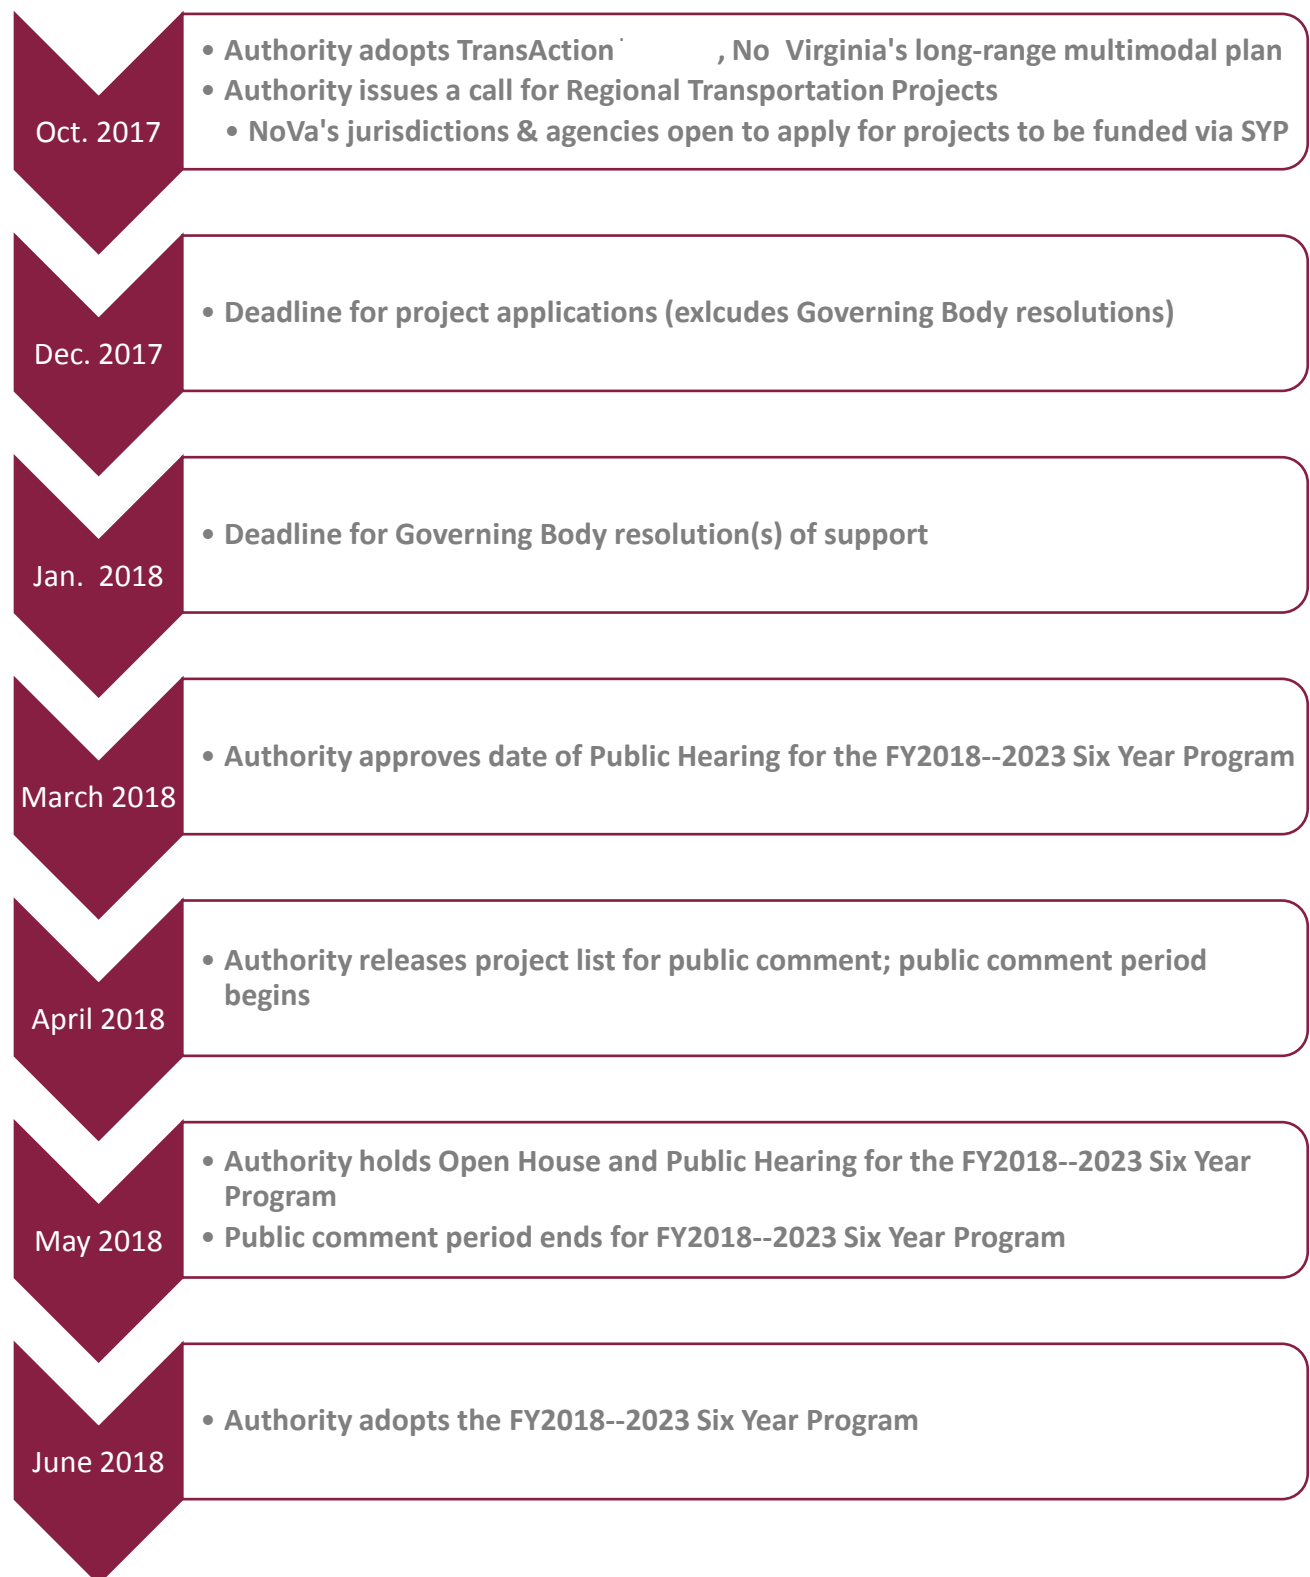 Oct. 2017
• Authority adopts TransAction , No Virginia's long-range multimodal plan
• Authority issues a call for Regional Transportation Projects
• NoVa's jurisdictions & agencies open to apply for projects to be funded via SYP
Dec. 2017
• Deadline for project applications (exlcudes Governing Body resolutions)
Jan. 2018
• Deadline for Governing Body resolution(s) of support
March 2018
• Authority approves date of Public Hearing for the FY2018--2023 Six Year Program
April 2018
• Authority releases project list for public comment; public comment period
begins
May 2018
• Authority holds Open House and Public Hearing for the FY2018--2023 Six Year
Program
• Public comment period ends for FY2018--2023 Six Year Program
June 2018
• Authority adopts the FY2018--2023 Six Year Program